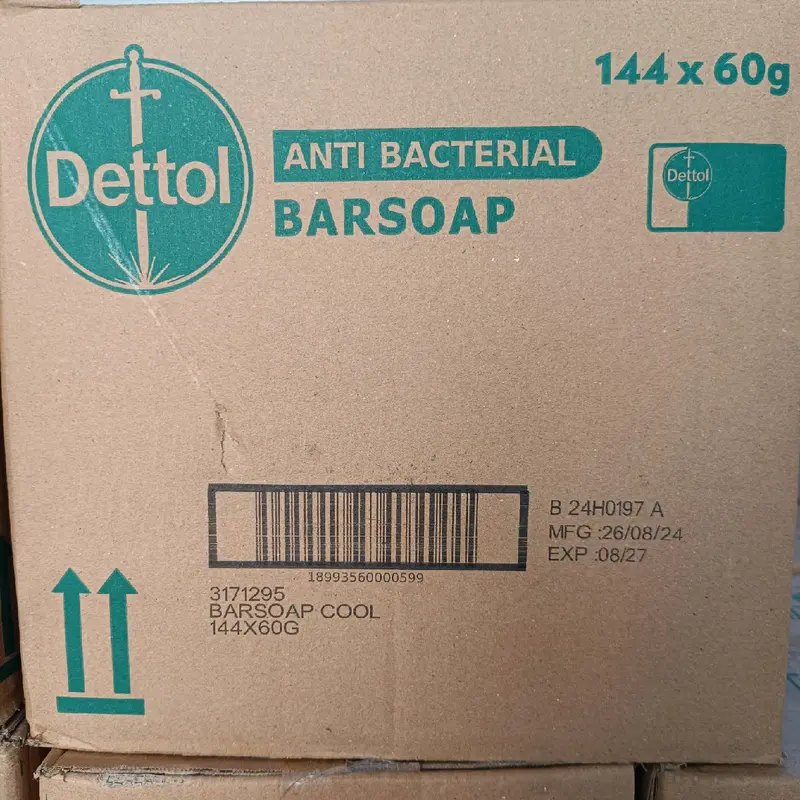 144 x 60g
Dettol
ANTI BACTERIAL
BARSOAP
Dettol
18993560000599
B 24H0197 A
MFG :26/08/24
EXP :08/27
3171295
BARSOAP COOL
144X60G